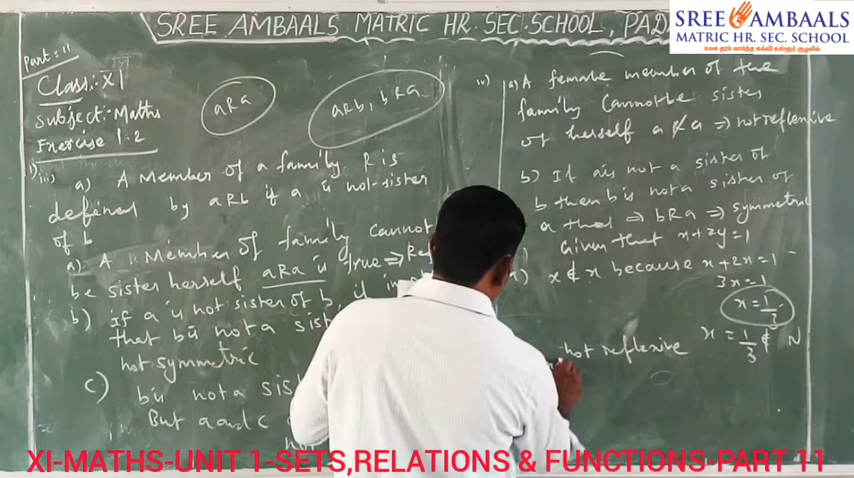 SREE AMBAALS MATRIC HR. SEC. SCHOOL, PADA
SREE AMBAALS
MATRIC HR. SEC. SCHOOL
Part: 11
Class: XI
Subject: Maths
Exercise 1.2
aRa
aRb, bRa
i)
iii) a) A Member of a family R is
defined by aRb if a is not sister
of b
a) A Member of family cannot
be sister herself aRa is true ⇒ Re
b) if a is not sister of b, it im
that b is not a sist
not symmetric
c) b is not a sis
But a and c
iv) a) A female member of the
family cannot be sister
of herself a R̸ a ⇒ not reflexive
b) If a is not a sister of
b then b is not a sister of
a that ⇒ bRa ⇒ symmetric
Given that x+2y=1
x R̸ x because x+2x=1
3x=1
x=1/3
x=1/3 ∉ N
not reflexive
XI-MATHS-UNIT 1-SETS,RELATIONS & FUNCTIONS-PART 11